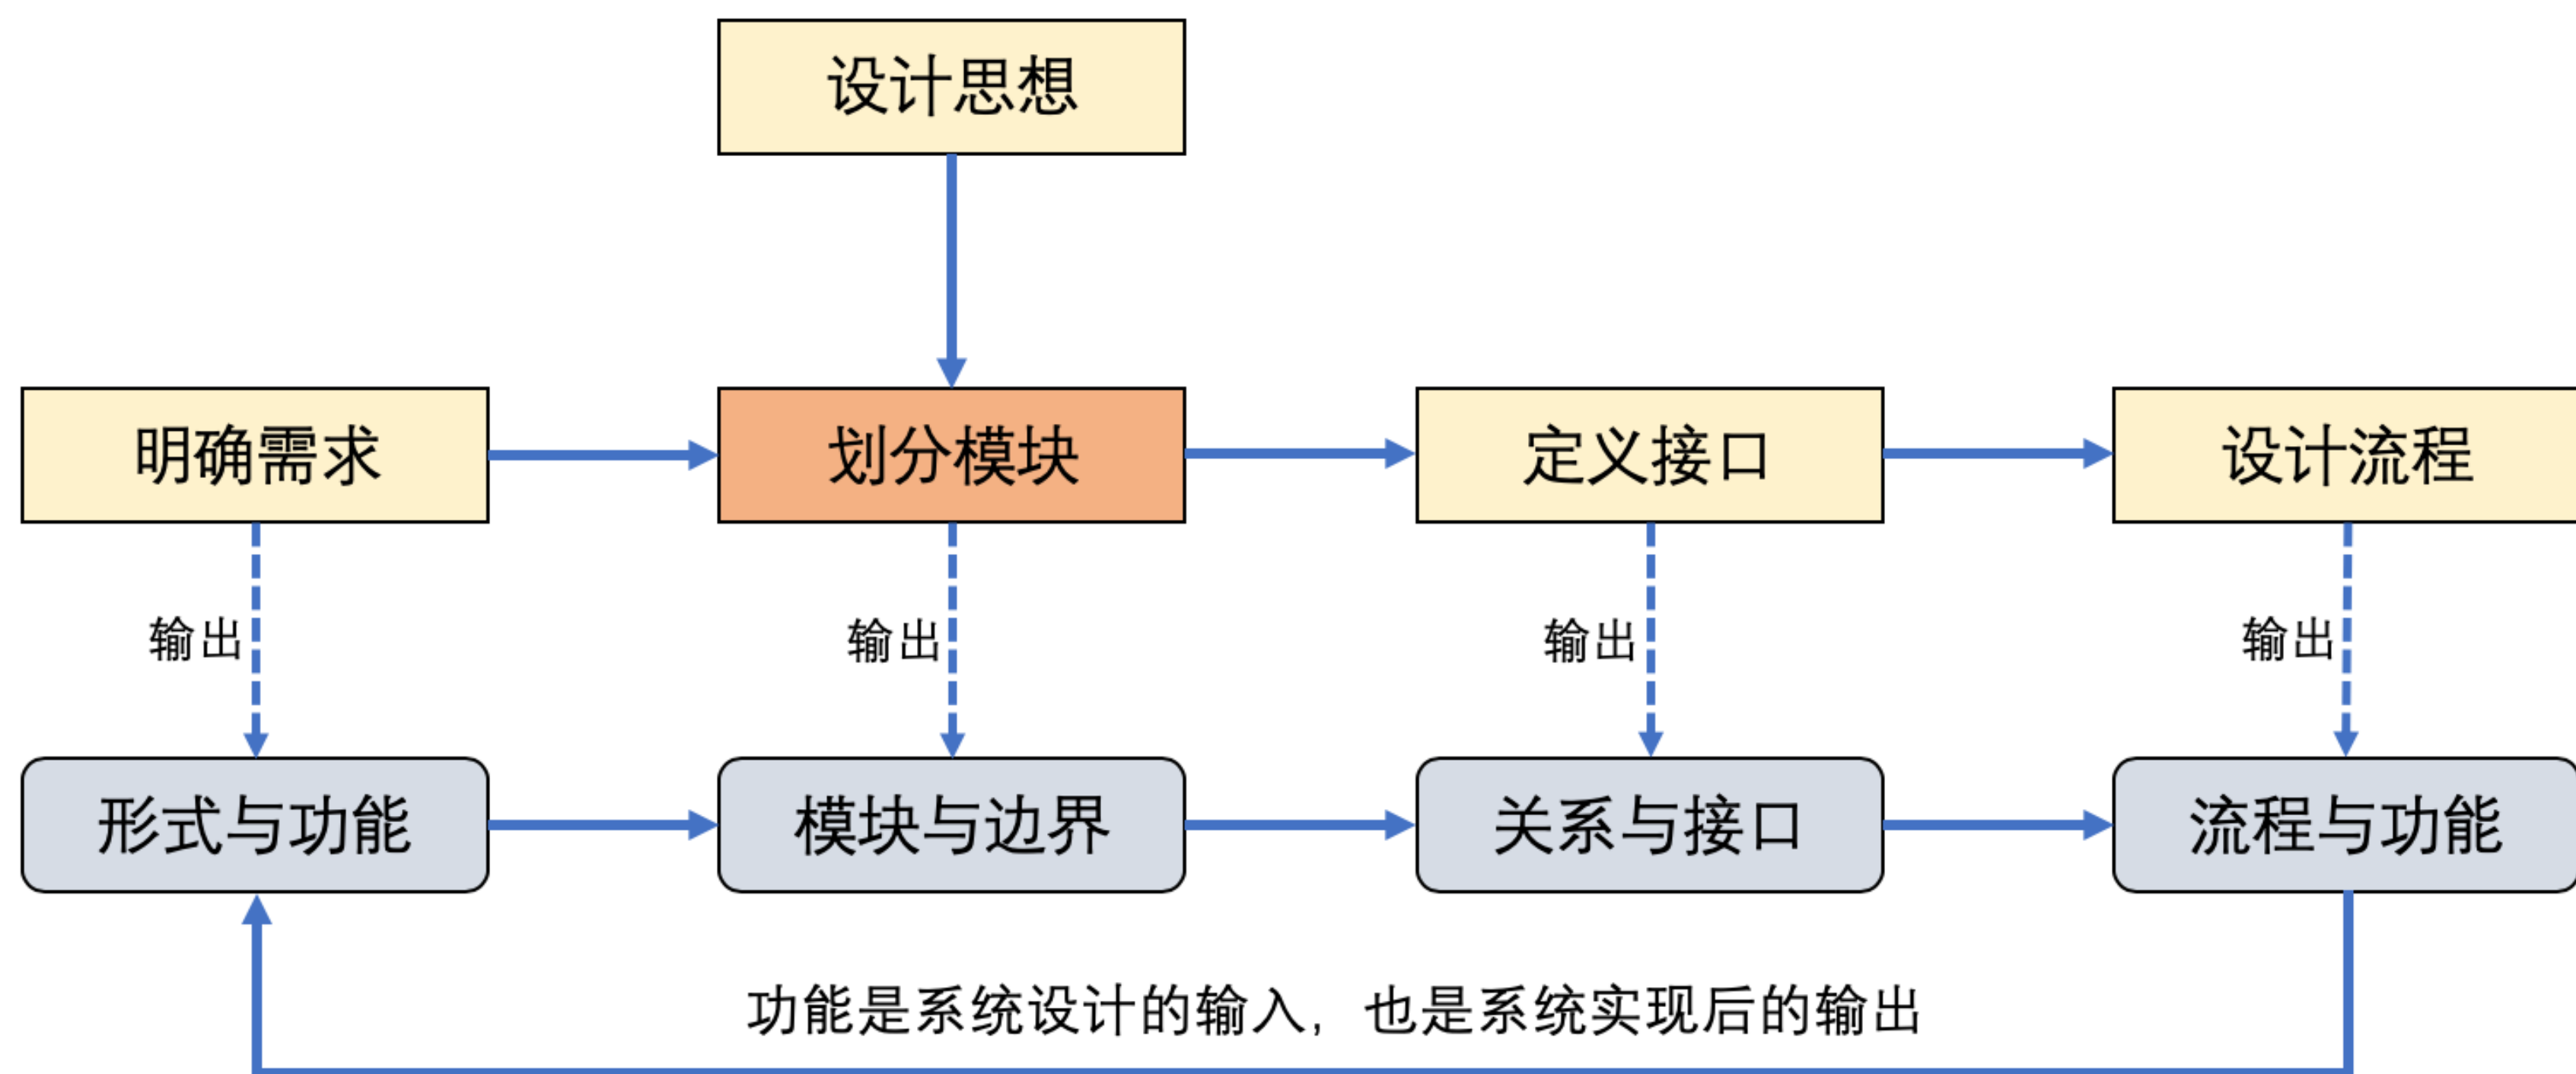 设计思想
明确需求
划分模块
定义接口
设计流程
输出
输出
输出
输出
形式与功能
模块与边界
关系与接口
流程与功能
功能是系统设计的输入，也是系统实现后的输出